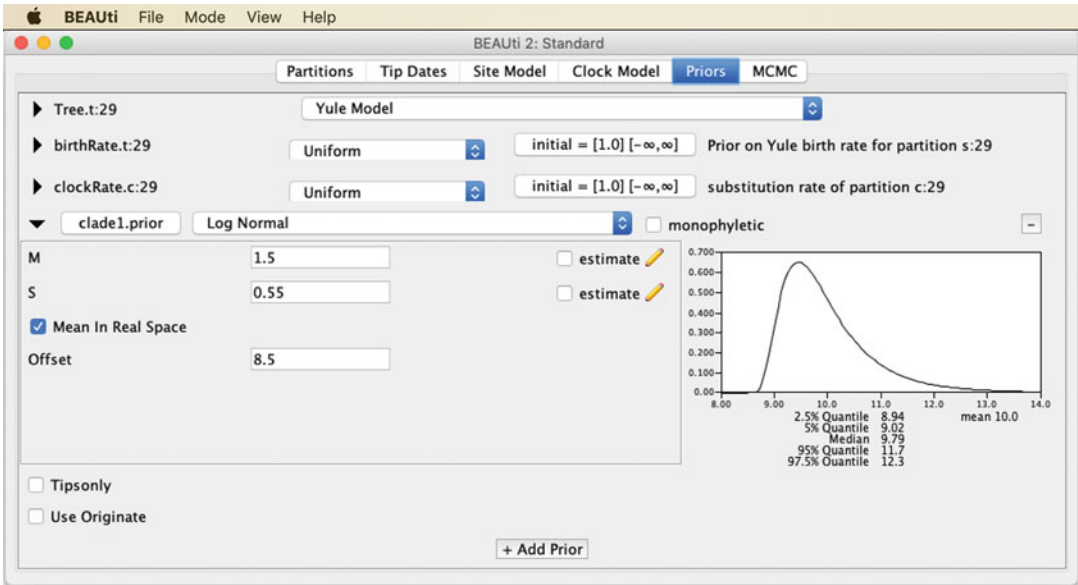 BEAUti File Mode View Help
BEAUti 2: Standard
Partitions Tip Dates Site Model Clock Model Priors MCMC
Tree.t:29 Yule Model
birthRate.t:29 Uniform initial = [1.0] [-∞,∞] Prior on Yule birth rate for partition s:29
clockRate.c:29 Uniform initial = [1.0] [-∞,∞] substitution rate of partition c:29
clade1.prior Log Normal monophyletic -
M 1.5 estimate
S 0.55 estimate
Mean In Real Space
Offset 8.5
0.700
0.600
0.500
0.400
0.300
0.200
0.100
0.00
8.00 9.00 10.0 11.0 12.0 13.0 14.0
2.5% Quantile 8.94 mean 10.0
5% Quantile 9.02
Median 9.79
95% Quantile 11.7
97.5% Quantile 12.3
Tipsonly
Use Originate
+ Add Prior